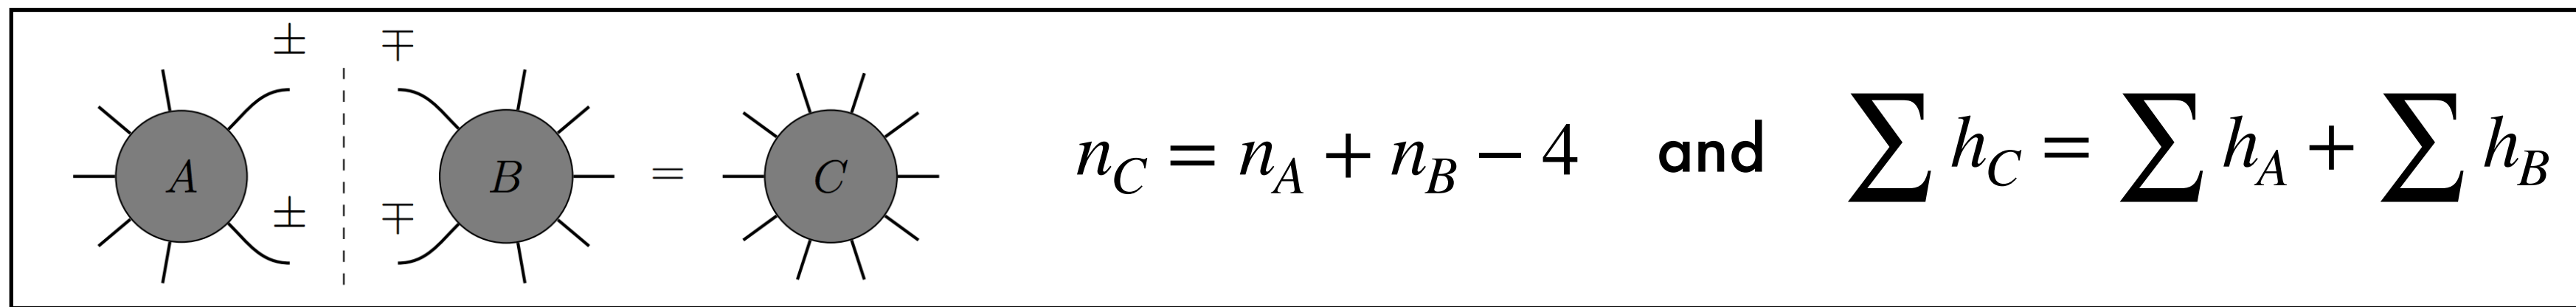 ± ∓
A B = C n_C = n_A + n_B − 4 and ∑ h_C = ∑ h_A + ∑ h_B
± ∓